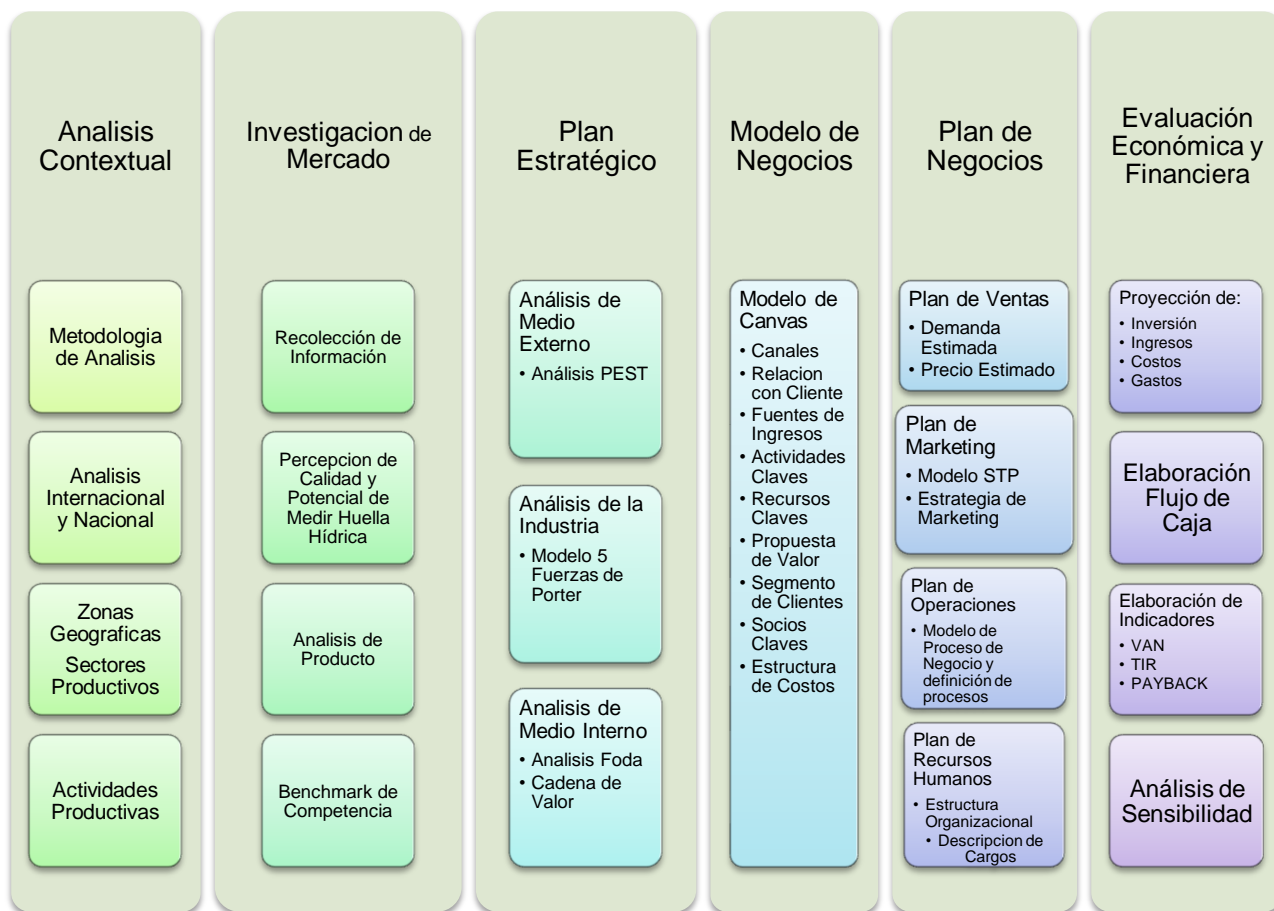 Analisis
Contextual
Metodologia
de Analisis
Analisis
Internacional
y Nacional
Zonas
Geograficas
Sectores
Productivos
Actividades
Productivas
Investigacion de
Mercado
Recolección de
Información
Percepcion de
Calidad y
Potencial de
Medir Huella
Hídrica
Analisis de
Producto
Benchmark de
Competencia
Plan
Estratégico
Análisis de
Medio
Externo
• Análisis PEST
Análisis de la
Industria
• Modelo 5
Fuerzas de
Porter
Analisis de
Medio Interno
• Analisis Foda
• Cadena de
Valor
Modelo de
Negocios
Modelo de
Canvas
• Canales
• Relacion
con Cliente
• Fuentes de
Ingresos
• Actividades
Claves
• Recursos
Claves
• Propuesta
de Valor
• Segmento
de Clientes
• Socios
Claves
• Estructura
de Costos
Plan de
Negocios
Plan de Ventas
• Demanda
Estimada
• Precio Estimado
Plan de
Marketing
• Modelo STP
• Estrategia de
Marketing
Plan de
Operaciones
• Modelo de
Proceso de
Negocio y
definición de
procesos
Plan de
Recursos
Humanos
• Estructura
Organizacional
• Descripcion de
Cargos
Evaluación
Económica y
Financiera
Proyección de:
• Inversión
• Ingresos
• Costos
• Gastos
Elaboración
Flujo de
Caja
Elaboración de
Indicadores
• VAN
• TIR
• PAYBACK
Análisis de
Sensibilidad